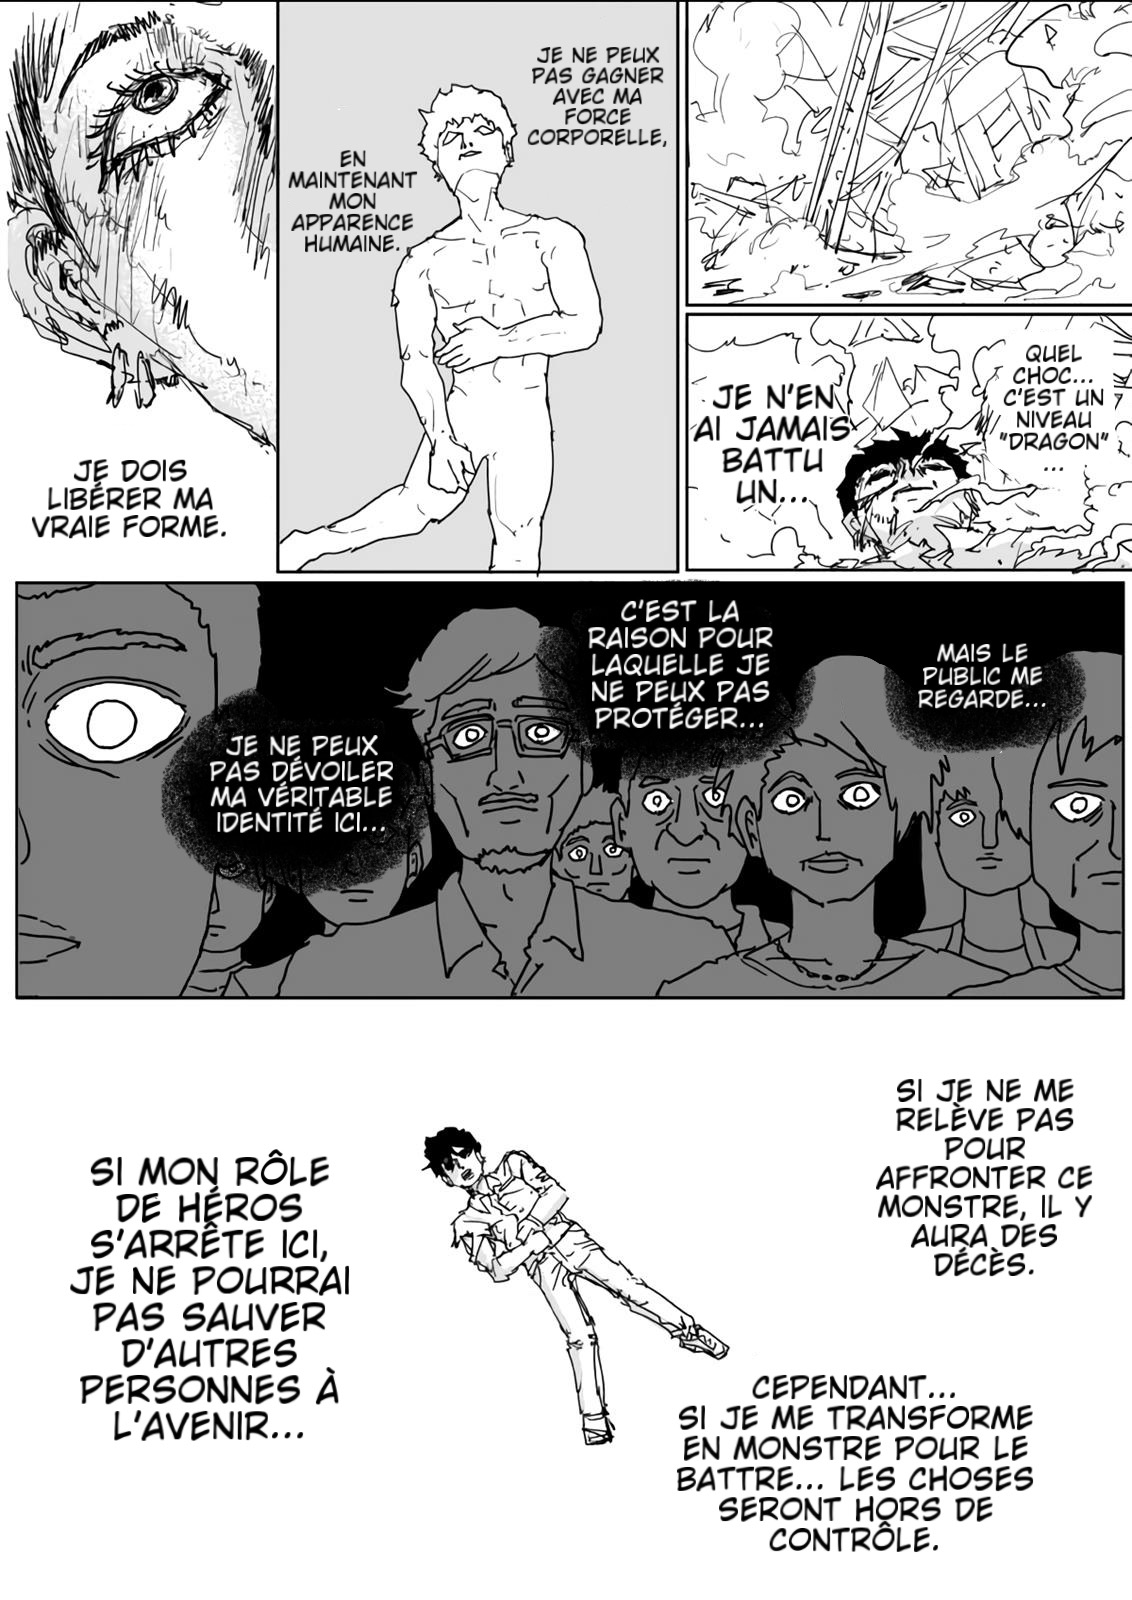 QUEL
CHOC...
C'EST UN
NIVEAU
"DRAGON"
...
JE N'EN
AI JAMAIS
BATTU
UN...
JE NE PEUX
PAS GAGNER
AVEC MA
FORCE
CORPORELLE,
EN
MAINTENANT
MON
APPARENCE
HUMAINE.
JE DOIS
LIBÉRER MA
VRAIE FORME.
MAIS LE
PUBLIC ME
REGARDE...
C'EST LA
RAISON POUR
LAQUELLE JE
NE PEUX PAS
PROTÉGER...
JE NE PEUX
PAS DÉVOILER
MA VÉRITABLE
IDENTITÉ ICI...
SI JE NE ME
RELÈVE PAS
POUR
AFFRONTER CE
MONSTRE, IL Y
AURA DES
DÉCÈS.
CEPENDANT...
SI JE ME TRANSFORME
EN MONSTRE POUR LE
BATTRE... LES CHOSES
SERONT HORS DE
CONTRÔLE.
SI MON RÔLE
DE HÉROS
S'ARRÊTE ICI,
JE NE POURRAI
PAS SAUVER
D'AUTRES
PERSONNES À
L'AVENIR...